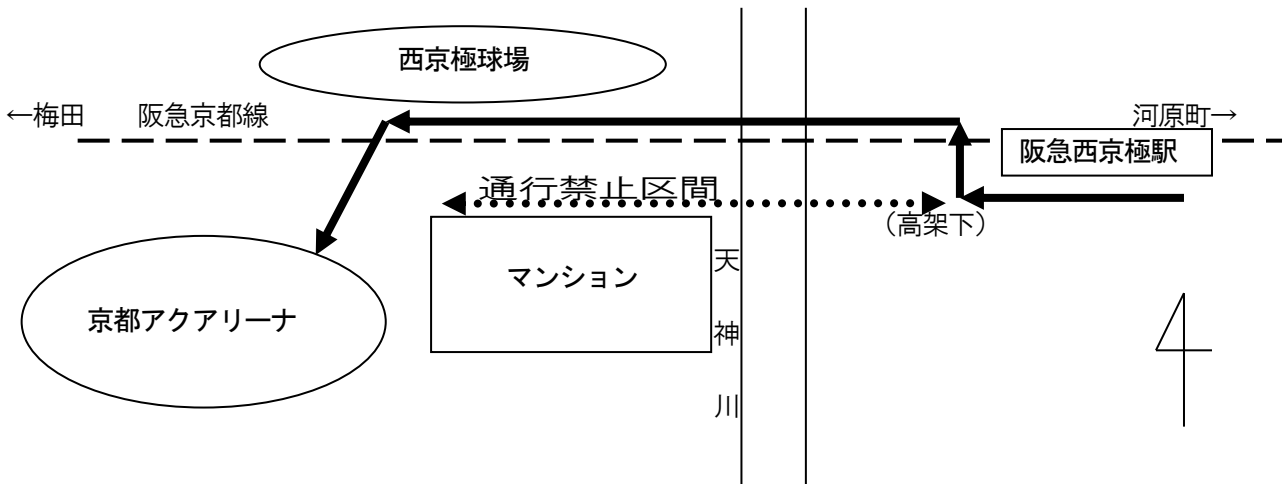 西京極球場
←梅田
阪急京都線
河原町→
阪急西京極駅
通行禁止区間
（高架下）
マンション
天神川
京都アクアリーナ